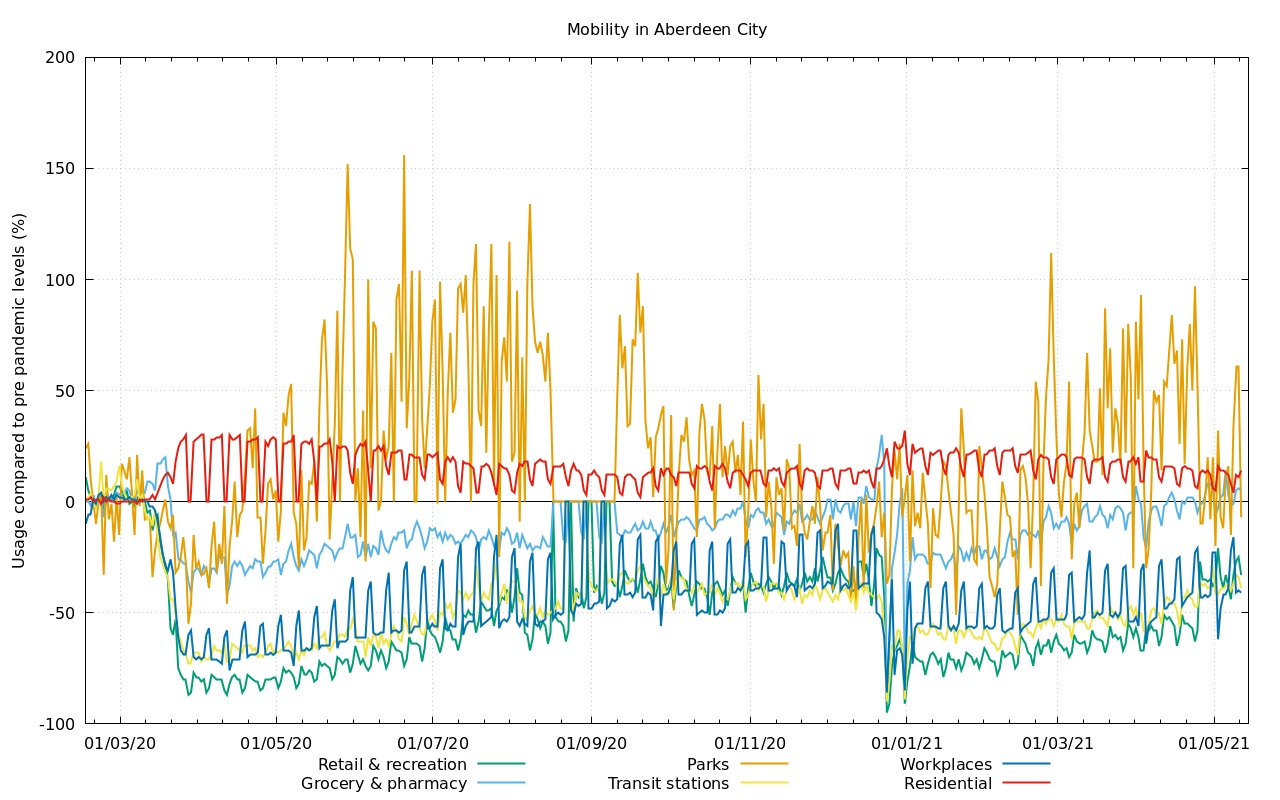 Mobility in Aberdeen City
Usage compared to pre pandemic levels (%)
200
150
100
50
0
-50
-100
01/03/20 01/05/20 01/07/20 01/09/20 01/11/20 01/01/21 01/03/21 01/05/21
Retail & recreation Parks Workplaces
Grocery & pharmacy Transit stations Residential